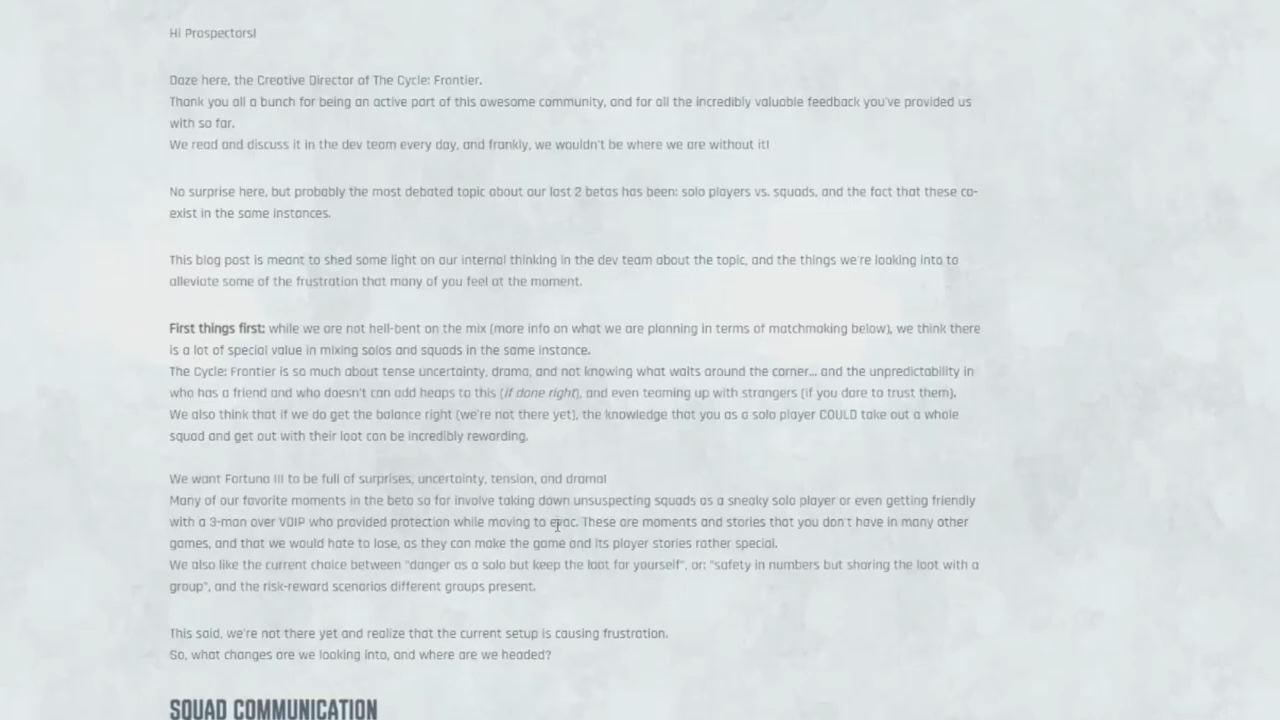 Hi Prospectors!
Daze here, the Creative Director of The Cycle: Frontier.
Thank you all a bunch for being an active part of this awesome community, and for all the incredibly valuable feedback you've provided us
with so far.
We read and discuss it in the dev team every day, and frankly, we wouldn't be where we are without it!
No surprise here, but probably the most debated topic about our last 2 betas has been: solo players vs. squads, and the fact that these co-
exist in the same instances.
This blog post is meant to shed some light on our internal thinking in the dev team about the topic, and the things we're looking into to
alleviate some of the frustration that many of you feel at the moment.
First things first: while we are not hell-bent on the mix (more info on what we are planning in terms of matchmaking below), we think there
is a lot of special value in mixing solos and squads in the same instance.
The Cycle: Frontier is so much about tense uncertainty, drama, and not knowing what waits around the corner... and the unpredictability in
who has a friend and who doesn't can add heaps to this (if done right), and even teaming up with strangers (if you dare to trust them).
We also think that if we do get the balance right (we're not there yet), the knowledge that you as a solo player COULD take out a whole
squad and get out with their loot can be incredibly rewarding.
We want Fortuna III to be full of surprises, uncertainty, tension, and drama!
Many of our favorite moments in the beta so far involve taking down unsuspecting squads as a sneaky solo player or even getting friendly
with a 3-man over VOIP who provided protection while moving to evac. These are moments and stories that you don't have in many other
games, and that we would hate to lose, as they can make the game and its player stories rather special.
We also like the current choice between "danger as a solo but keep the loot for yourself", or: "safety in numbers but sharing the loot with a
group", and the risk-reward scenarios different groups present.
This said, we're not there yet and realize that the current setup is causing frustration.
So, what changes are we looking into, and where are we headed?
SQUAD COMMUNICATION